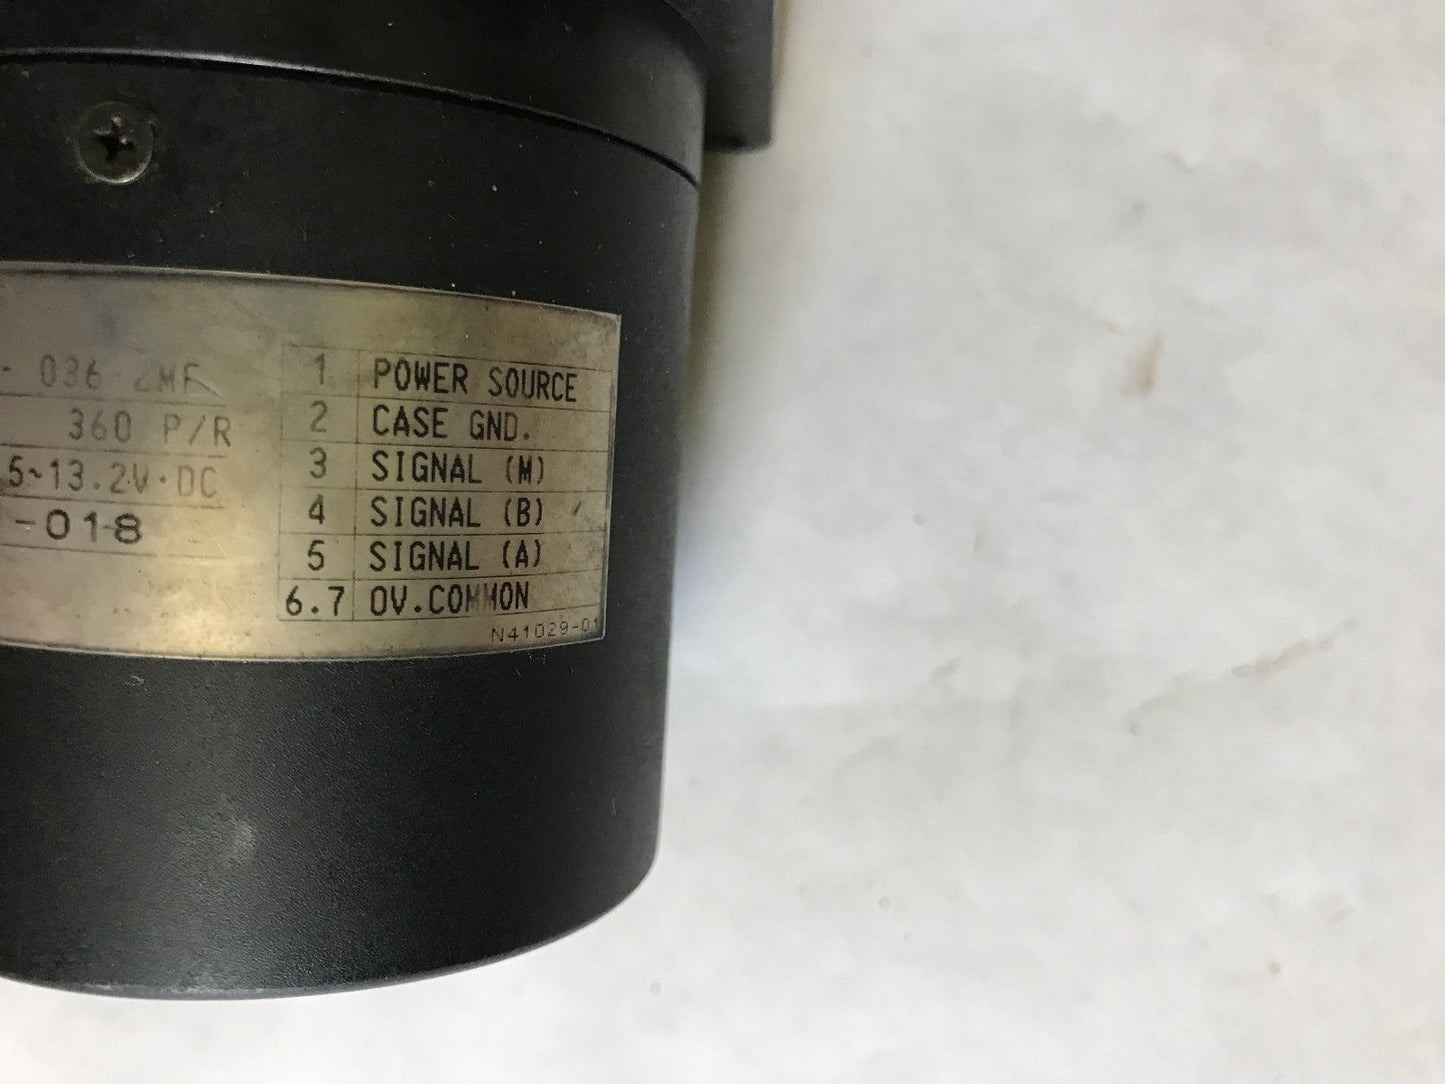 - 036-2MF
360 P/R
.5~13.2V·DC
-018
1 POWER SOURCE
2 CASE GND.
3 SIGNAL (M)
4 SIGNAL (B)
5 SIGNAL (A)
6.7 0V.COMMON
N41029-01